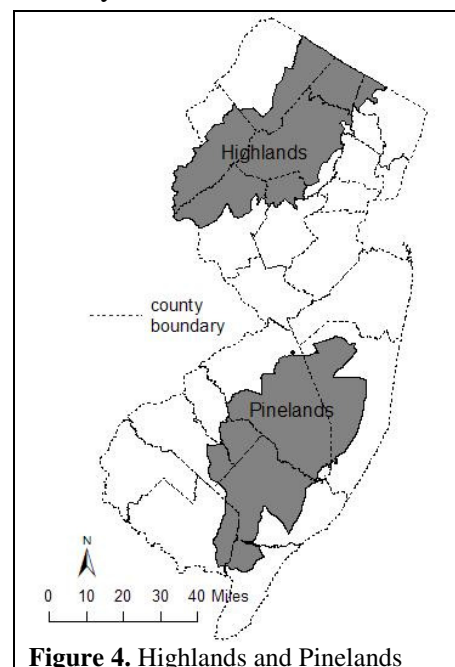 Highlands
county
boundary
Pinelands
N
0 10 20 30 40 Miles
Figure 4. Highlands and Pinelands